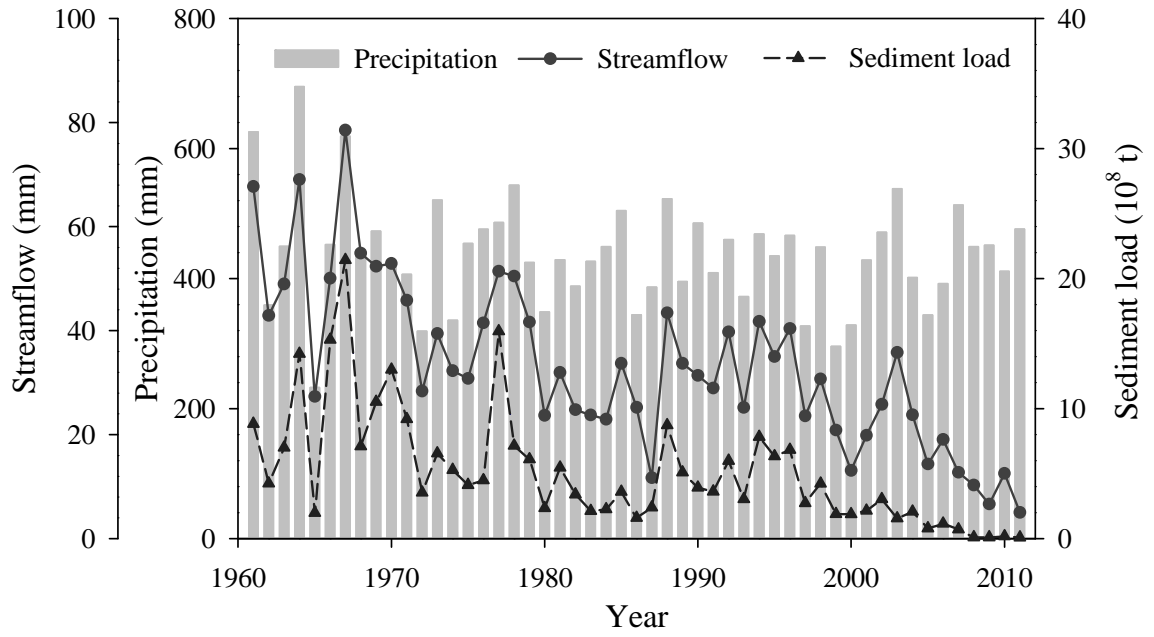 100
80
60
40
20
0
Streamflow (mm)
800
600
400
200
0
Precipitation (mm)
Precipitation
Streamflow
Sediment load
40
30
20
10
0
Sediment load (10⁸ t)
1960 1970 1980 1990 2000 2010
Year